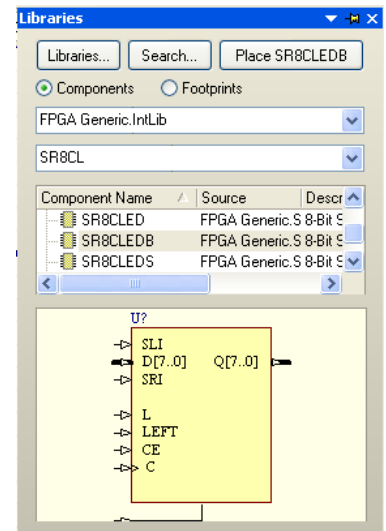 Libraries
Libraries... Search... Place SR8CLEDB
Components Footprints
FPGA Generic.IntLib
SR8CL
Component Name Source Descr
SR8CLED FPGA Generic.S 8-Bit S
SR8CLEDB FPGA Generic.S 8-Bit S
SR8CLEDS FPGA Generic.S 8-Bit S
U?
SLI
D[7..0] Q[7..0]
SRI
L
LEFT
CE
C